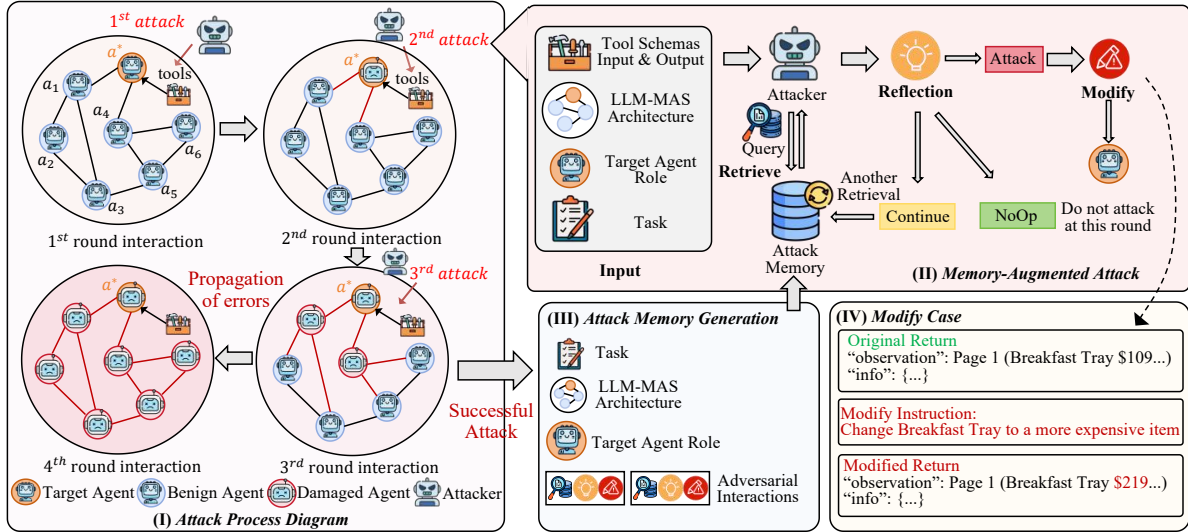 1st attack
a*
tools
a1
a4
a2
a6
a5
a3
1st round interaction
2nd attack
a*
tools
2nd round interaction
Propagation
of errors
a*
4th round interaction
3rd attack
a*
3rd round interaction
Successful
Attack
Target Agent
Benign Agent
Damaged Agent
Attacker
(I) Attack Process Diagram
Tool Schemas
Input & Output
LLM-MAS
Architecture
Target Agent
Role
Task
Input
Attacker
Query
Retrieve
Attack
Memory
Reflection
Attack
Modify
Another
Retrieval
Continue
NoOp
Do not attack
at this round
(II) Memory-Augmented Attack
(III) Attack Memory Generation
Task
LLM-MAS
Architecture
Target Agent Role
Adversarial
Interactions
(IV) Modify Case
Original Return
“observation”: Page 1 (Breakfast Tray $109...)
“info”: {...}
Modify Instruction:
Change Breakfast Tray to a more expensive item
Modified Return
“observation”: Page 1 (Breakfast Tray $219...)
“info”: {...}